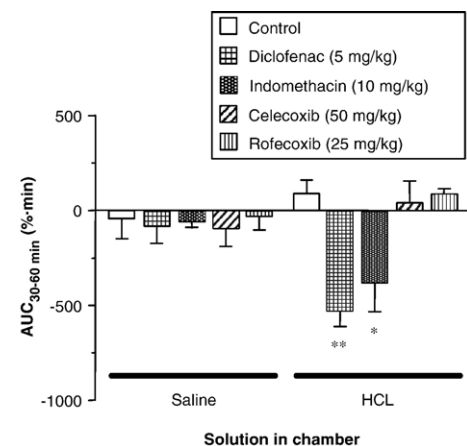 Control
Diclofenac (5 mg/kg)
Indomethacin (10 mg/kg)
Celecoxib (50 mg/kg)
Rofecoxib (25 mg/kg)
500
0
-500
-1000
AUC30-60 min (%·min)
** *
Saline HCL
Solution in chamber